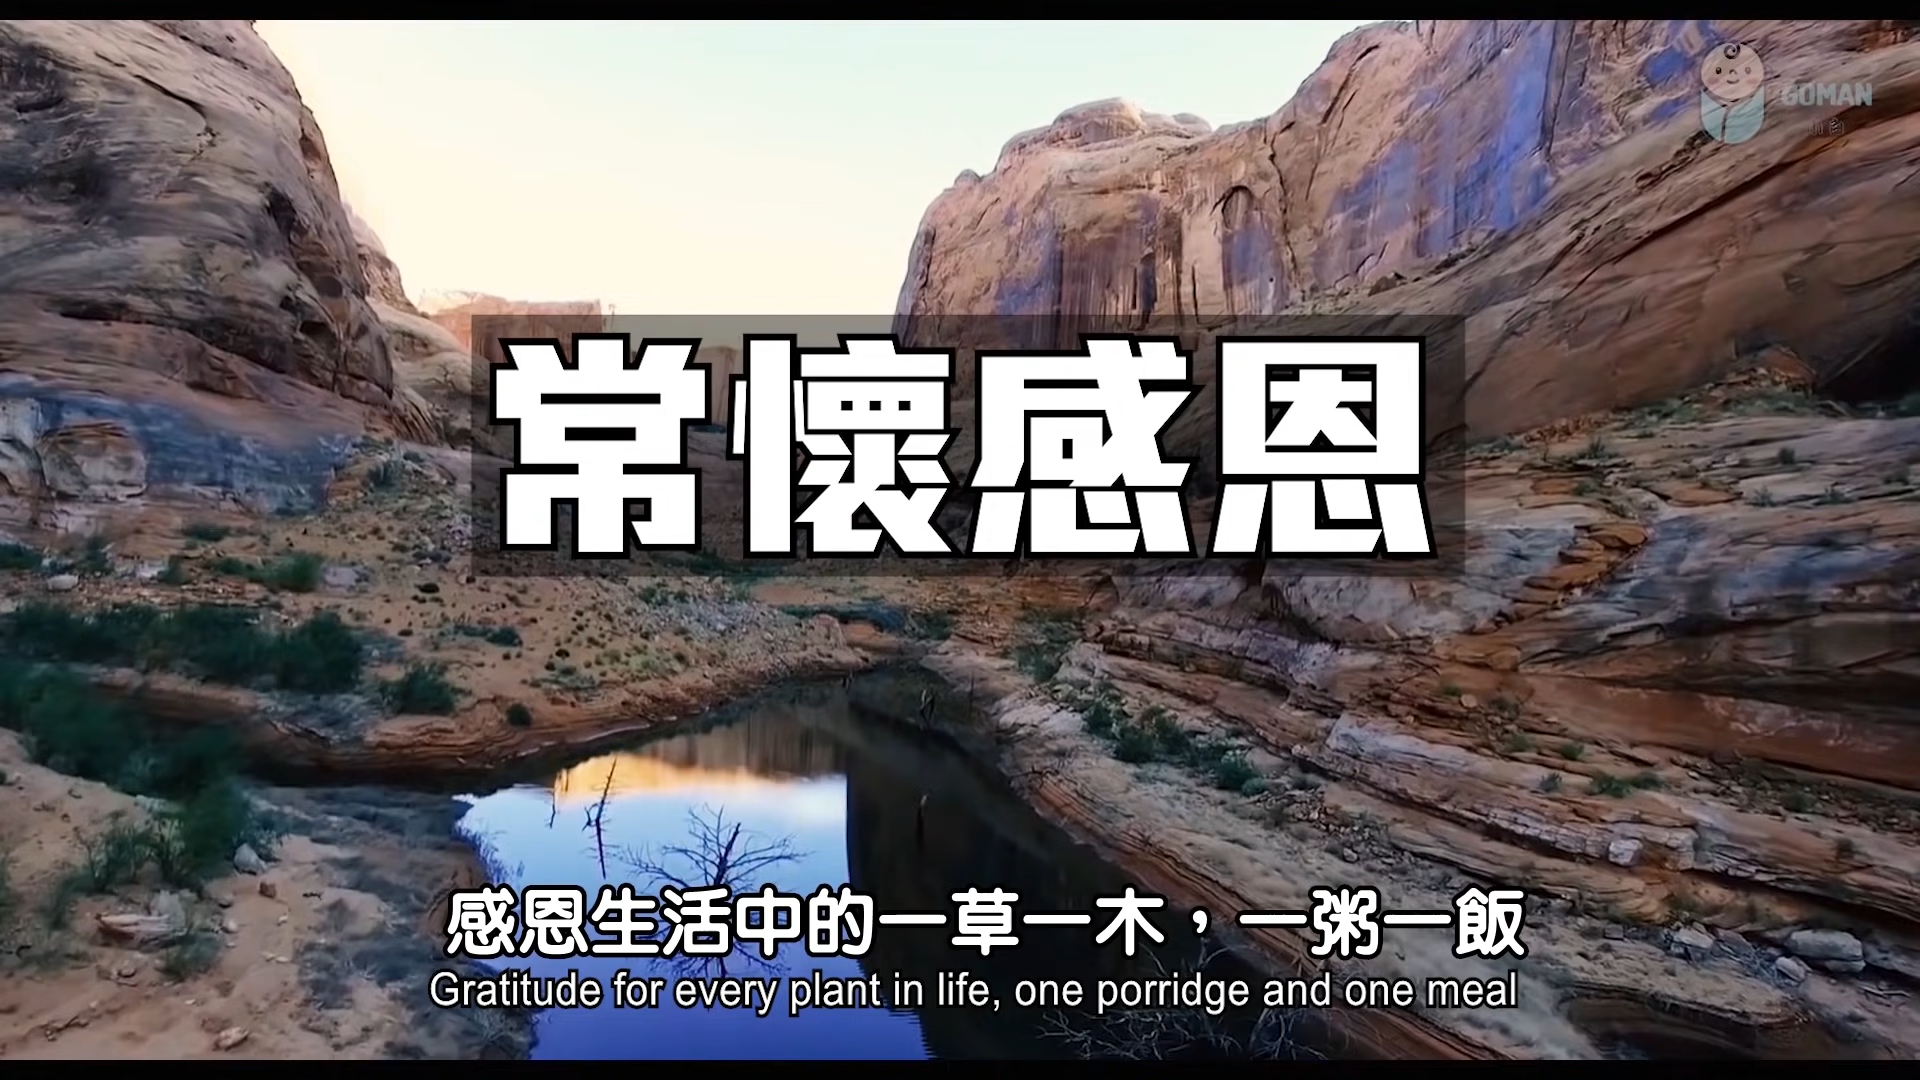 GOMAN
常懷感恩
感恩生活中的一草一木，一粥一飯
Gratitude for every plant in life, one porridge and one meal